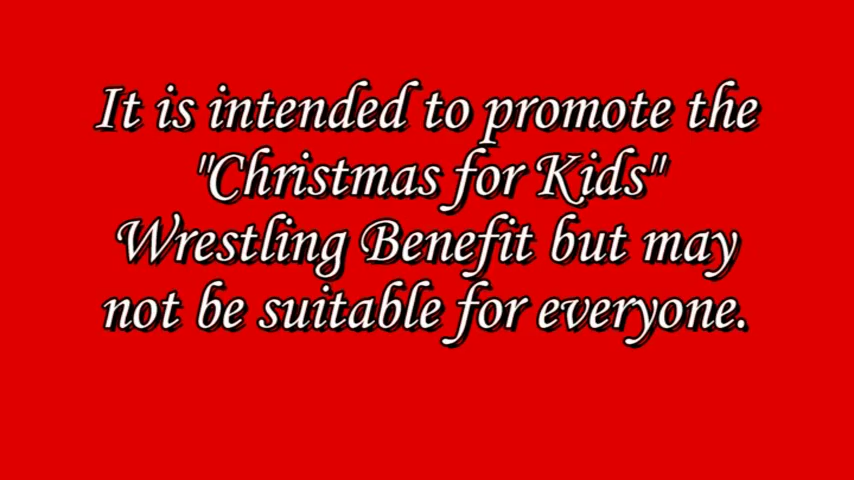 It is intended to promote the
"Christmas for Kids"
Wrestling Benefit but may
not be suitable for everyone.